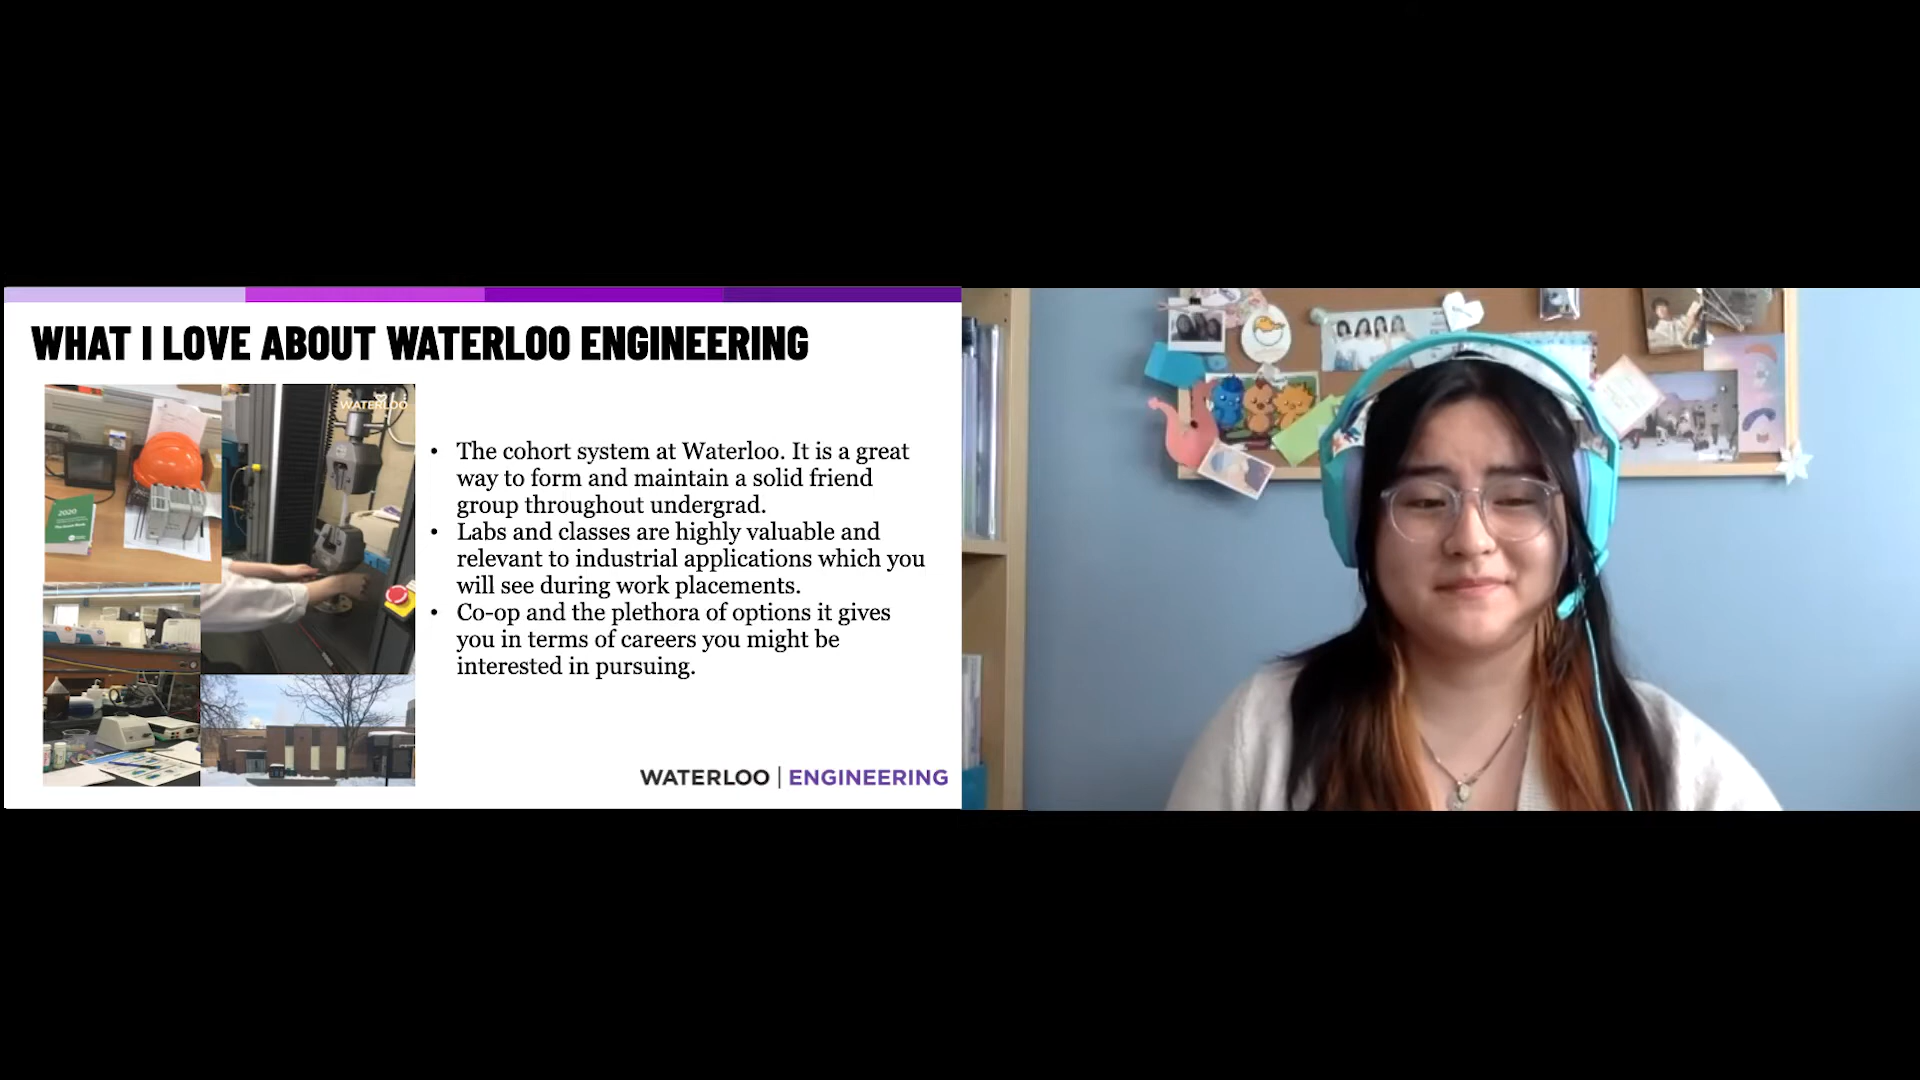 WHAT I LOVE ABOUT WATERLOO ENGINEERING
WATERLOO
2020
• The cohort system at Waterloo. It is a great
way to form and maintain a solid friend
group throughout undergrad.
• Labs and classes are highly valuable and
relevant to industrial applications which you
will see during work placements.
• Co-op and the plethora of options it gives
you in terms of careers you might be
interested in pursuing.
WATERLOO | ENGINEERING